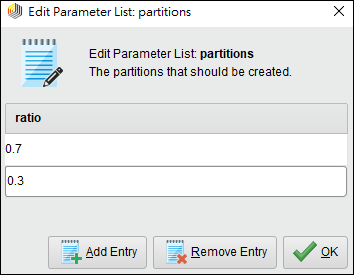 Edit Parameter List: partitions
Edit Parameter List: partitions
The partitions that should be created.
ratio
0.7
0.3
Add Entry
Remove Entry
OK